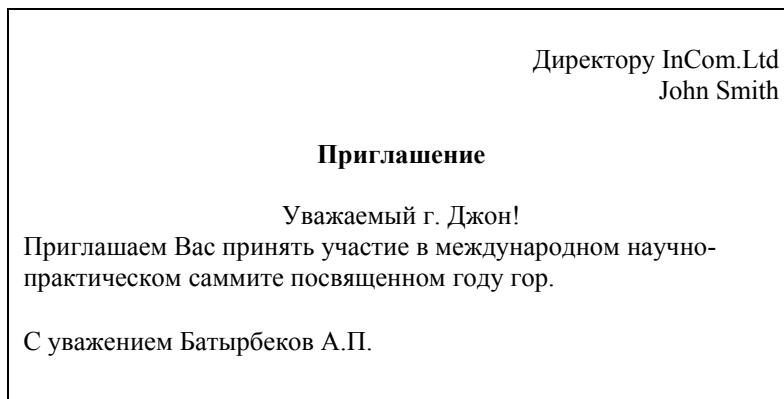 Директору InCom.Ltd
John Smith
Приглашение
Уважаемый г. Джон!
Приглашаем Вас принять участие в международном научно-
практическом саммите посвященном году гор.
С уважением Батырбеков А.П.